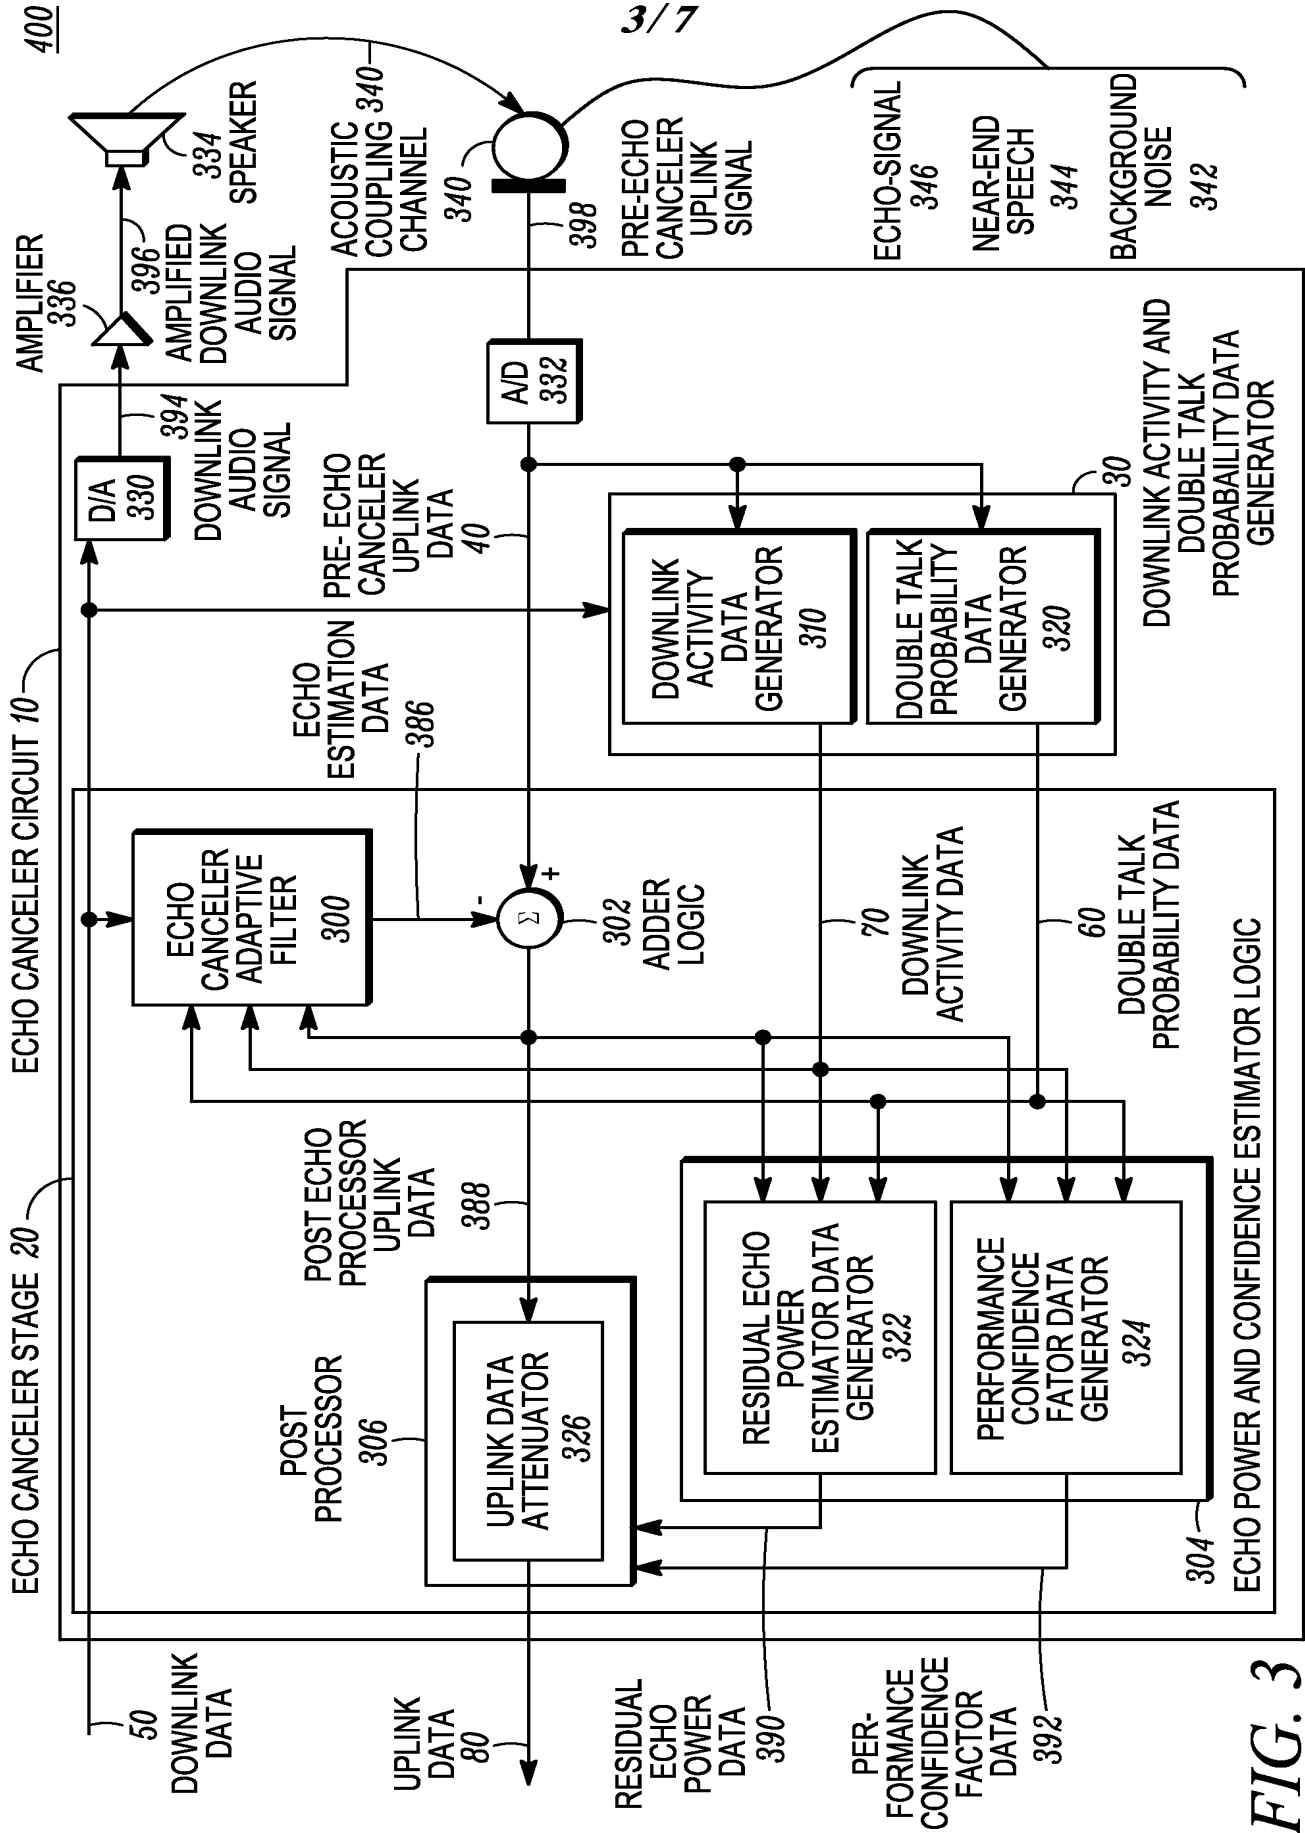 3/7
400
ECHO CANCELER STAGE 20
ECHO CANCELER CIRCUIT 10
AMPLIFIER
336
334
SPEAKER
340
ACOUSTIC
COUPLING
CHANNEL
340
396
AMPLIFIED
DOWNLINK
AUDIO
SIGNAL
D/A
330
394
DOWNLINK
AUDIO
SIGNAL
50
DOWNLINK
DATA
ECHO
CANCELER
ADAPTIVE
FILTER
300
ECHO
ESTIMATION
DATA
386
PRE- ECHO
CANCELER
UPLINK
DATA
40
A/D
332
398
PRE-ECHO
CANCELER
UPLINK
SIGNAL
ECHO-SIGNAL
346
NEAR-END
SPEECH
344
BACKGROUND
NOISE
342
POST
PROCESSOR
306
UPLINK DATA
ATTENUATOR
326
POST ECHO
PROCESSOR
UPLINK
DATA
388
-
+
Σ
302
ADDER
LOGIC
UPLINK
DATA
80
DOWNLINK
ACTIVITY
DATA
GENERATOR
310
DOUBLE TALK
PROBABILITY
DATA
GENERATOR
320
30
DOWNLINK ACTIVITY AND
DOUBLE TALK
PROBABILITY DATA
GENERATOR
70
DOWNLINK
ACTIVITY DATA
60
DOUBLE TALK
PROBABILITY DATA
RESIDUAL ECHO
POWER
ESTIMATOR DATA
GENERATOR
322
PERFORMANCE
CONFIDENCE
FATOR DATA
GENERATOR
324
304
ECHO POWER AND CONFIDENCE ESTIMATOR LOGIC
RESIDUAL
ECHO
POWER
DATA
390
PER-
FORMANCE
CONFIDENCE
FACTOR
DATA
392
FIG. 3